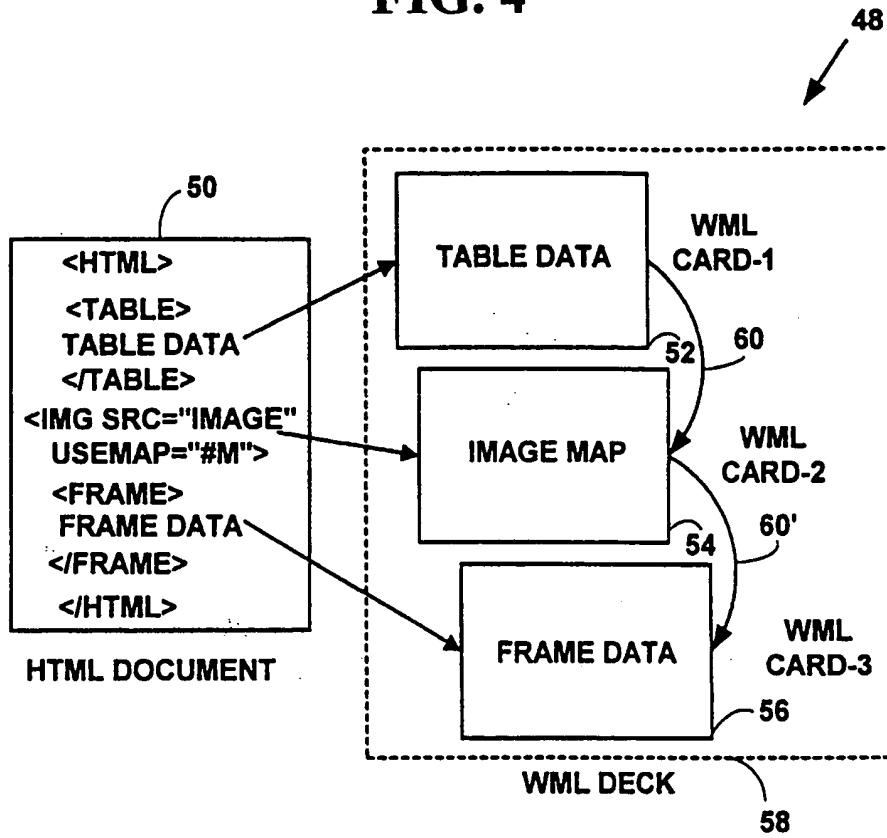 FIG. 4
48
50
<HTML>
<TABLE>
TABLE DATA
</TABLE>
<IMG SRC="IMAGE"
USEMAP="#M">
<FRAME>
FRAME DATA
</FRAME>
</HTML>
HTML DOCUMENT
TABLE DATA
WML
CARD-1
52
60
IMAGE MAP
WML
CARD-2
54
60'
FRAME DATA
WML
CARD-3
56
WML DECK
58